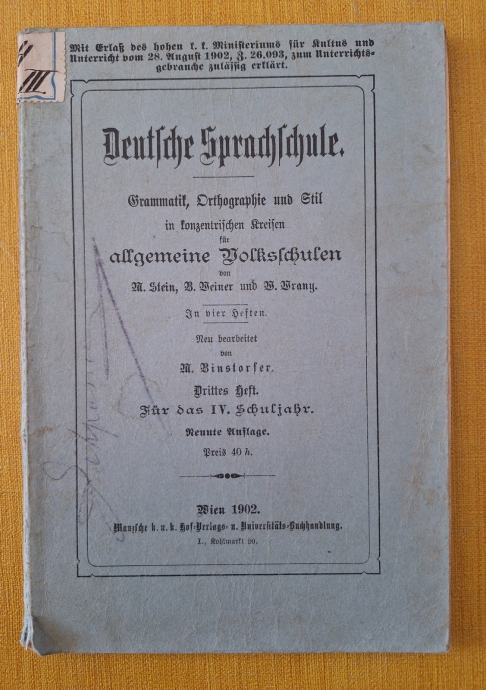 III
Mit Erlaß des hohen k. k. Ministeriums für Kultus und
Unterricht vom 28. August 1902, Z. 26.093, zum Unterrichts-
gebrauche zulässig erklärt.
Deutsche Sprachschule.
Grammatik, Orthographie und Stil
in konzentrischen Kreisen
für
allgemeine Volksschulen
von
M. Stein, B. Weiner und W. Wrany.
In vier Heften.
Neu bearbeitet
von
M. Binstorfer.
Drittes Heft.
Für das IV. Schuljahr.
Neunte Auflage.
Preis 40 h.
Wien 1902.
Manzsche k. u. k. Hof-Verlags- u. Universitäts-Buchhandlung.
I., Kohlmarkt 20.